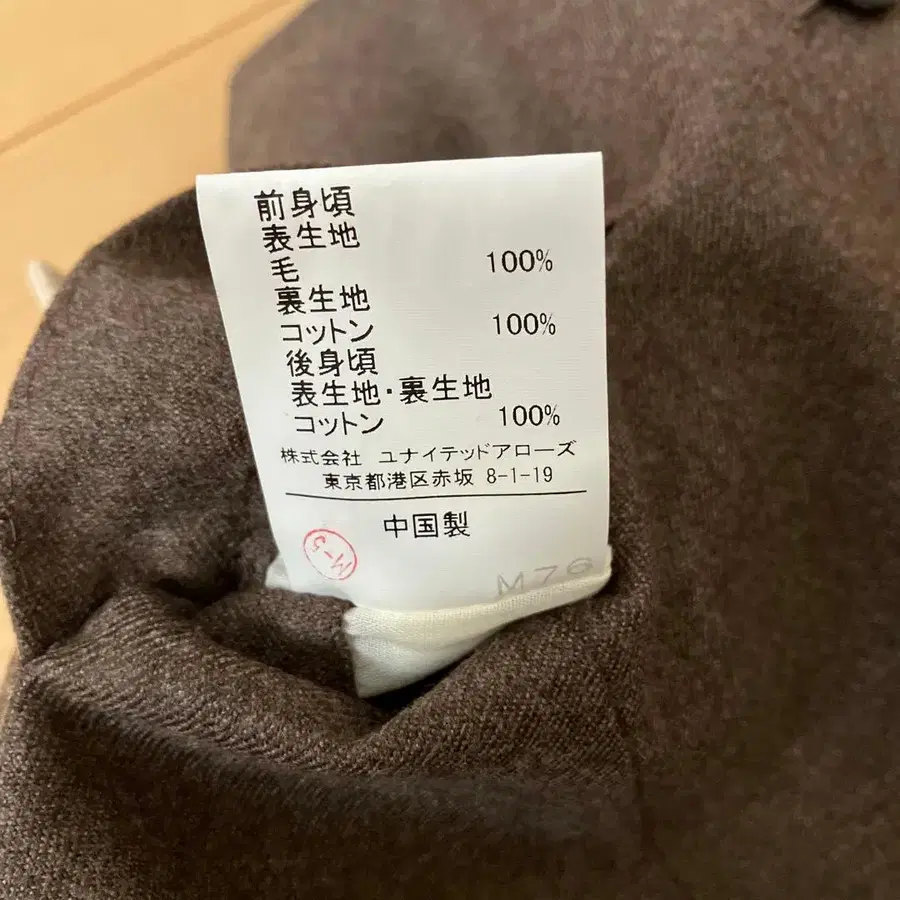 前身頃
表生地
毛 100%
裏生地
コットン 100%
後身頃
表生地・裏生地
コットン 100%
株式会社 ユナイテッドアローズ
東京都港区赤坂 8-1-19
中国製
M-5
M76